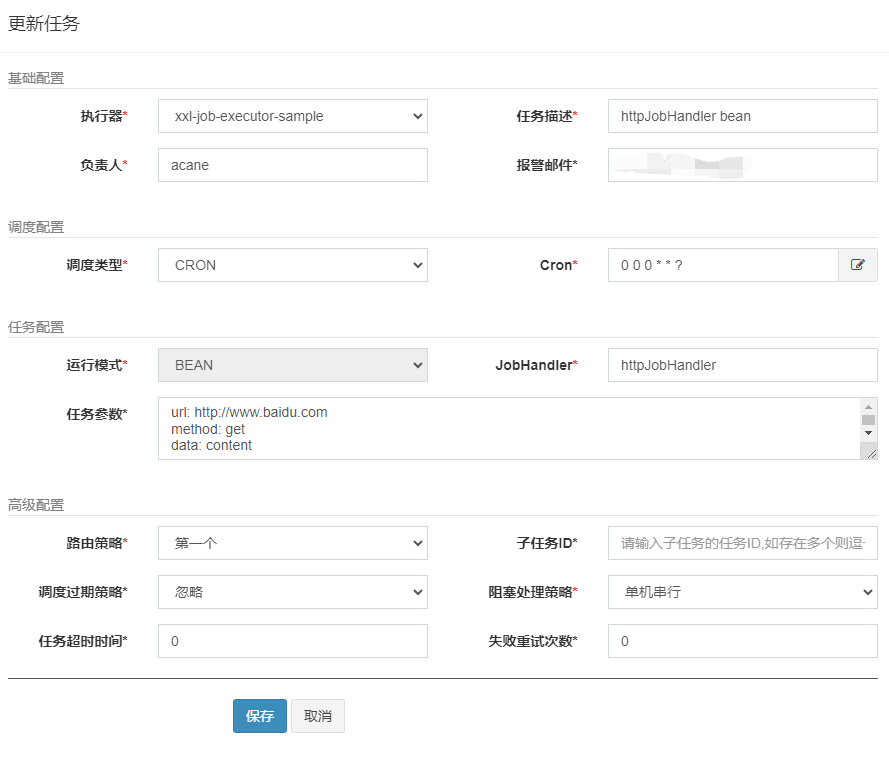 更新任务
基础配置
执行器* xxl-job-executor-sample 任务描述* httpJobHandler bean
负责人* acane 报警邮件*
调度配置
调度类型* CRON Cron* 0 0 0 * * ?
任务配置
运行模式* BEAN JobHandler* httpJobHandler
任务参数* url: http://www.baidu.com
method: get
data: content
高级配置
路由策略* 第一个 子任务ID* 请输入子任务的任务ID,如存在多个则逗
调度过期策略* 忽略 阻塞处理策略* 单机串行
任务超时时间* 0 失败重试次数* 0
保存 取消